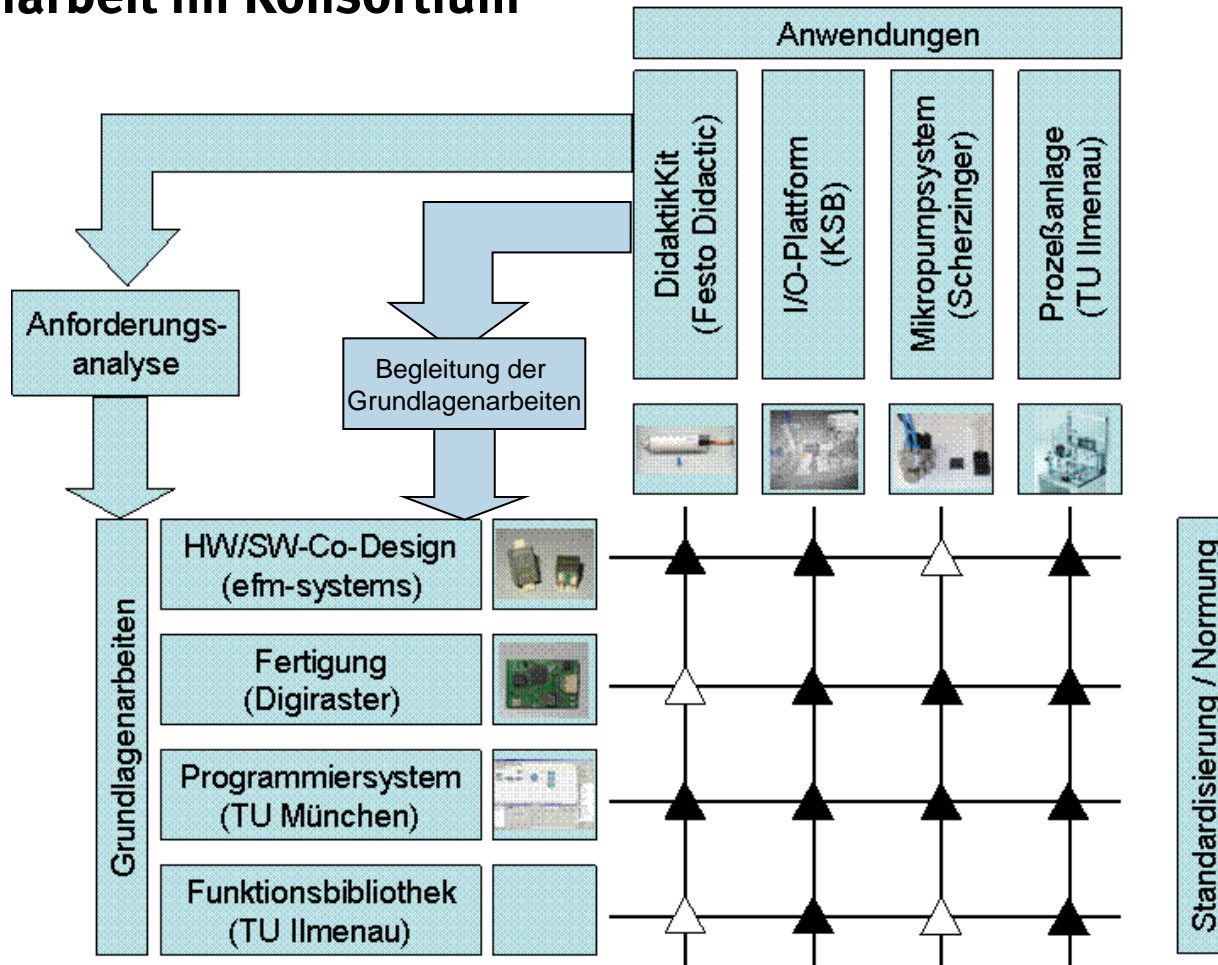 narbeit im Konsortium
Anwendungen
DidaktikKit
(Festo Didactic)
I/O-Plattform
(KSB)
Mikropumpsystem
(Scherzinger)
Prozeßanlage
(TU Ilmenau)
Anforderungs-
analyse
Begleitung der
Grundlagenarbeiten
Grundlagenarbeiten
HW/SW-Co-Design
(efm-systems)
Fertigung
(Digiraster)
Programmiersystem
(TU München)
Funktionsbibliothek
(TU Ilmenau)
Standardisierung / Normung